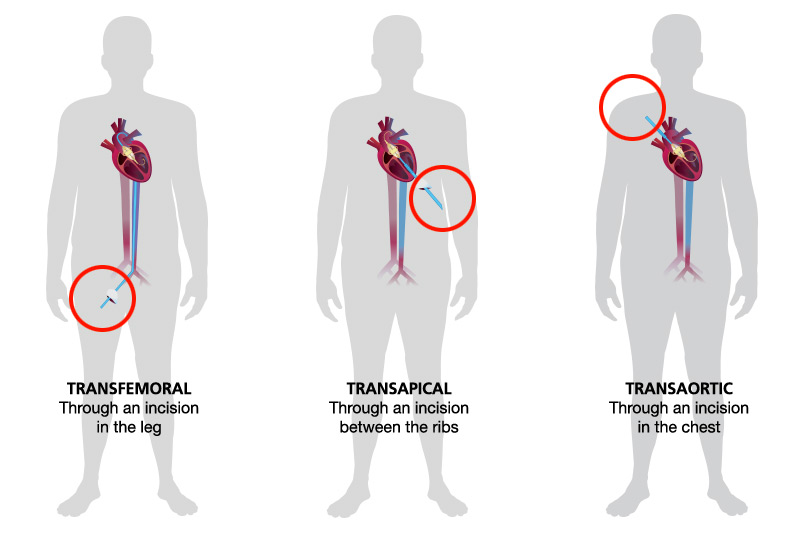 TRANSFEMORAL
Through an incision
in the leg
TRANSAPICAL
Through an incision
between the ribs
TRANSAORTIC
Through an incision
in the chest